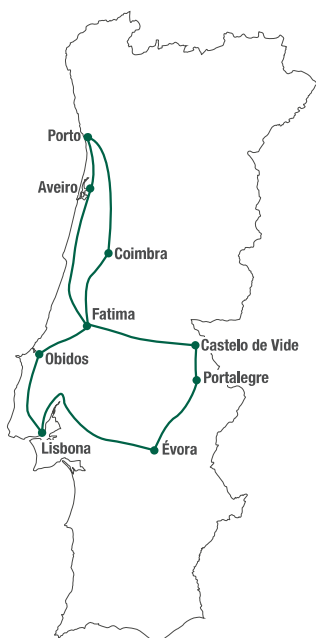 Porto
Aveiro
Coimbra
Fatima
Castelo de Vide
Obidos
Portalegre
Lisbona
Évora